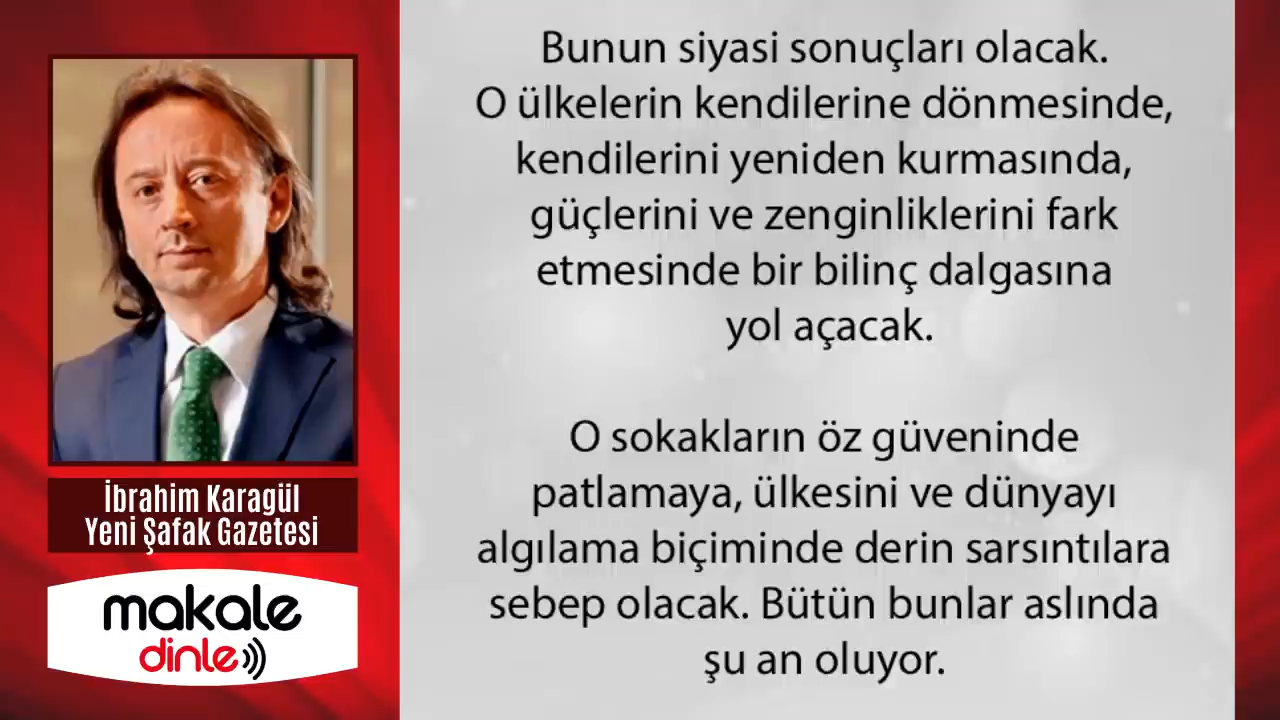 Bunun siyasi sonuçları olacak.
O ülkelerin kendilerine dönmesinde,
kendilerini yeniden kurmasında,
güçlerini ve zenginliklerini fark
etmesinde bir bilinç dalgasına
yol açacak.
O sokakların öz güveninde
patlamaya, ülkesini ve dünyayı
algılama biçiminde derin sarsıntılara
sebep olacak. Bütün bunlar aslında
şu an oluyor.
İbrahim Karagül
Yeni Şafak Gazetesi
makale
dinle